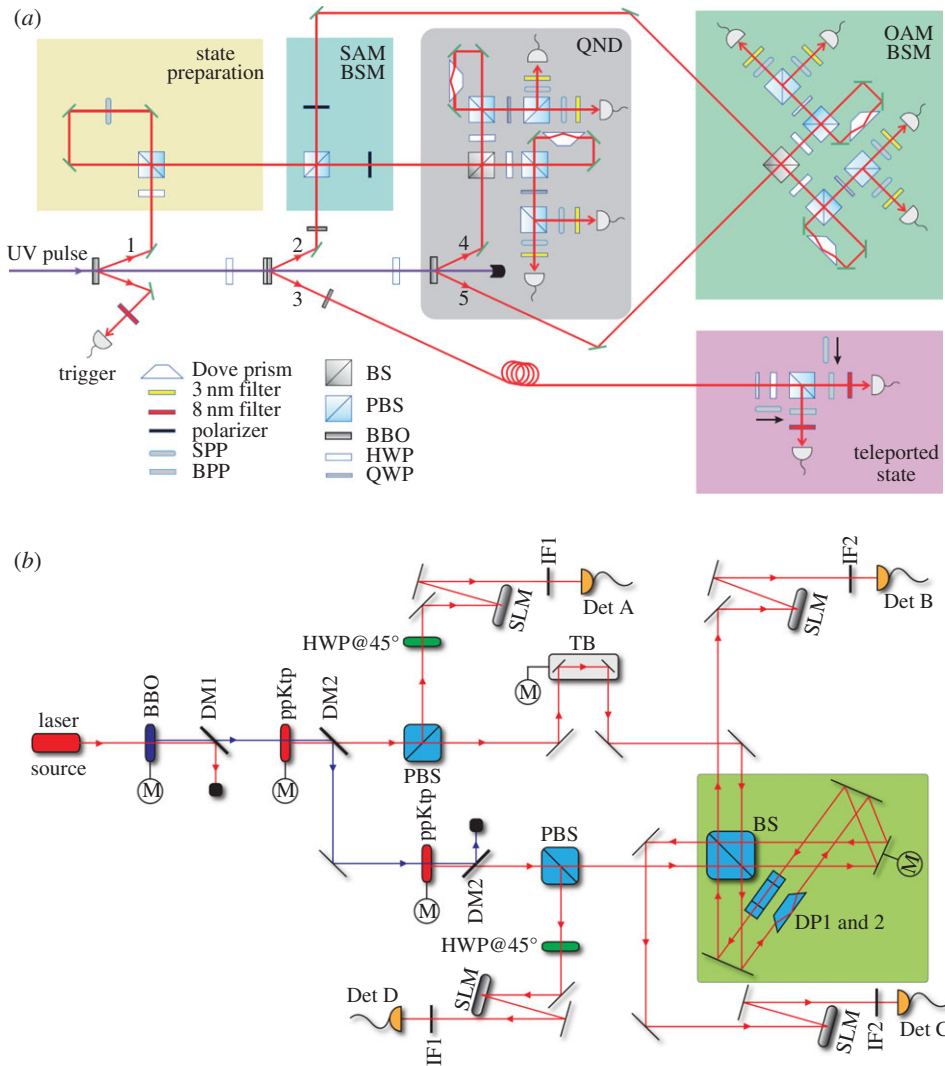 (a)
state
preparation
SAM
BSM
QND
OAM
BSM
UV pulse
1
2
3
4
5
trigger
Dove prism
3 nm filter
8 nm filter
polarizer
SPP
BPP
BS
PBS
BBO
HWP
QWP
teleported
state
(b)
IF1
Det A
SLM
HWP@45°
TB
M
IF2
Det B
SLM
laser
source
BBO
M
DM1
ppKtp
M
DM2
PBS
ppKtp
M
DM2
PBS
BS
M
DP1 and 2
HWP@45°
SLM
Det D
IF1
SLM
IF2
Det C